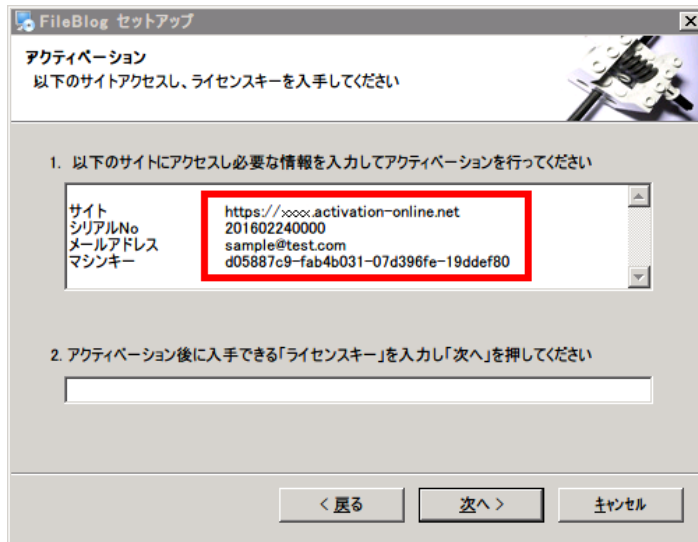 FileBlog セットアップ
アクティベーション
以下のサイトアクセスし、ライセンスキーを入手してください
1. 以下のサイトにアクセスし必要な情報を入力してアクティベーションを行ってください
サイト https://xxxx.activation-online.net
シリアルNo 201602240000
メールアドレス sample@test.com
マシンキー d05887c9-fab4b031-07d396fe-19ddef80
2. アクティベーション後に入手できる「ライセンスキー」を入力し「次へ」を押してください
< 戻る 次へ > キャンセル